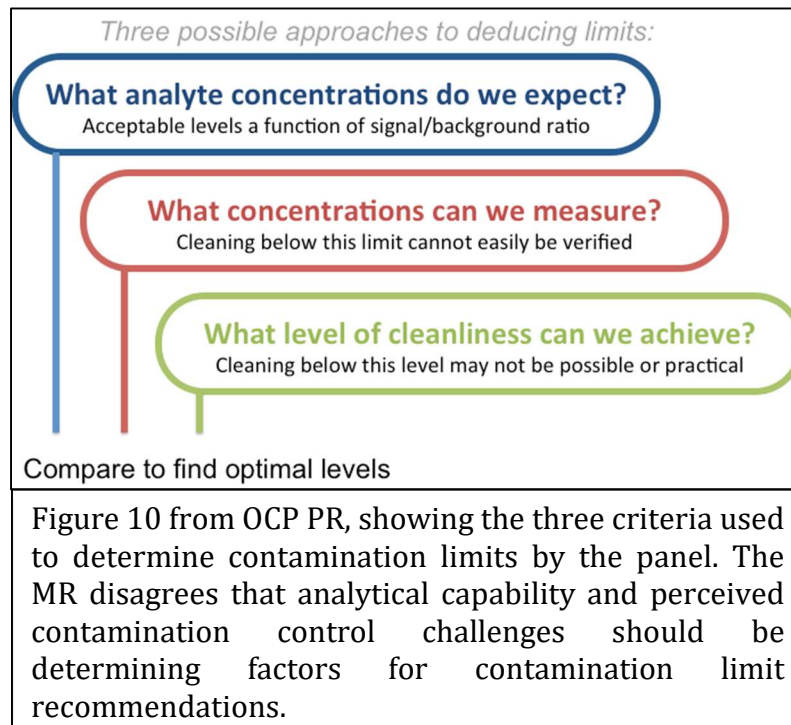 Three possible approaches to deducing limits:
What analyte concentrations do we expect?
Acceptable levels a function of signal/background ratio
What concentrations can we measure?
Cleaning below this limit cannot easily be verified
What level of cleanliness can we achieve?
Cleaning below this level may not be possible or practical
Compare to find optimal levels
Figure 10 from OCP PR, showing the three criteria used
to determine contamination limits by the panel. The
MR disagrees that analytical capability and perceived
contamination control challenges should be
determining factors for contamination limit
recommendations.